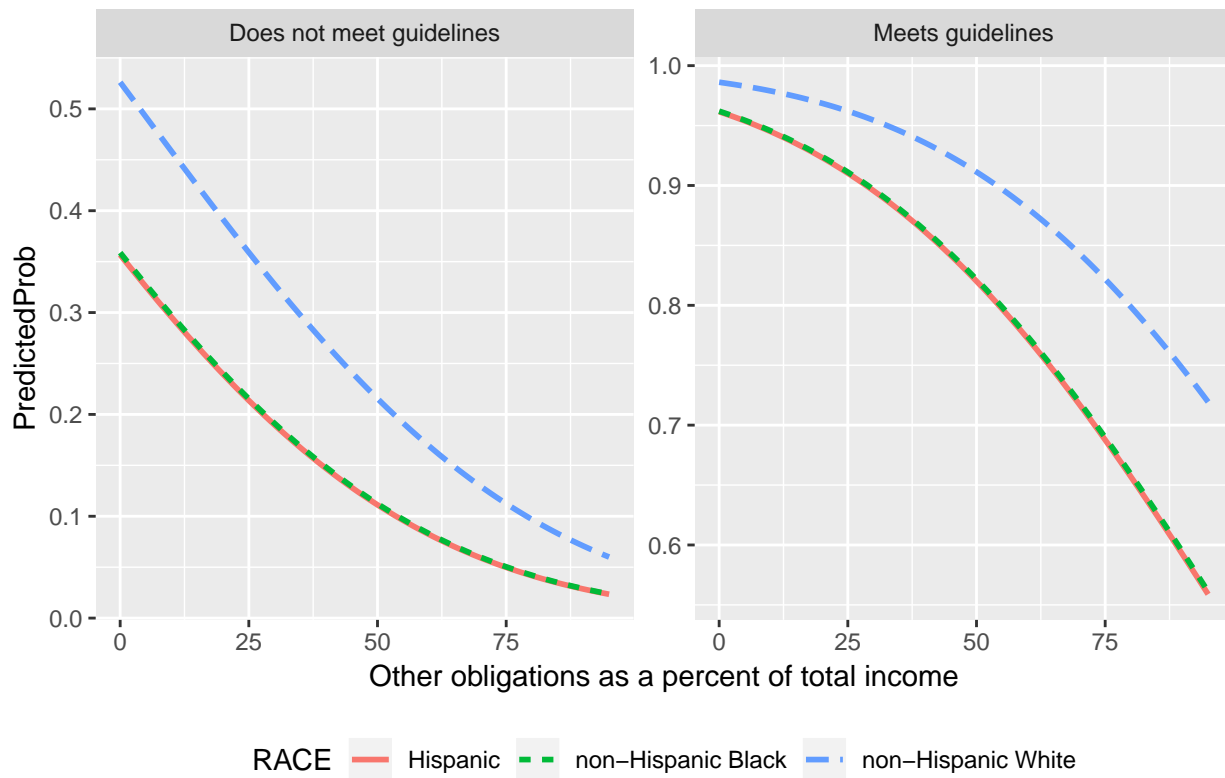 Does not meet guidelines
Meets guidelines
PredictedProb
0.5
0.4
0.3
0.2
0.1
0.0
1.0
0.9
0.8
0.7
0.6
0 25 50 75
0 25 50 75
Other obligations as a percent of total income
RACE Hispanic non−Hispanic Black non−Hispanic White